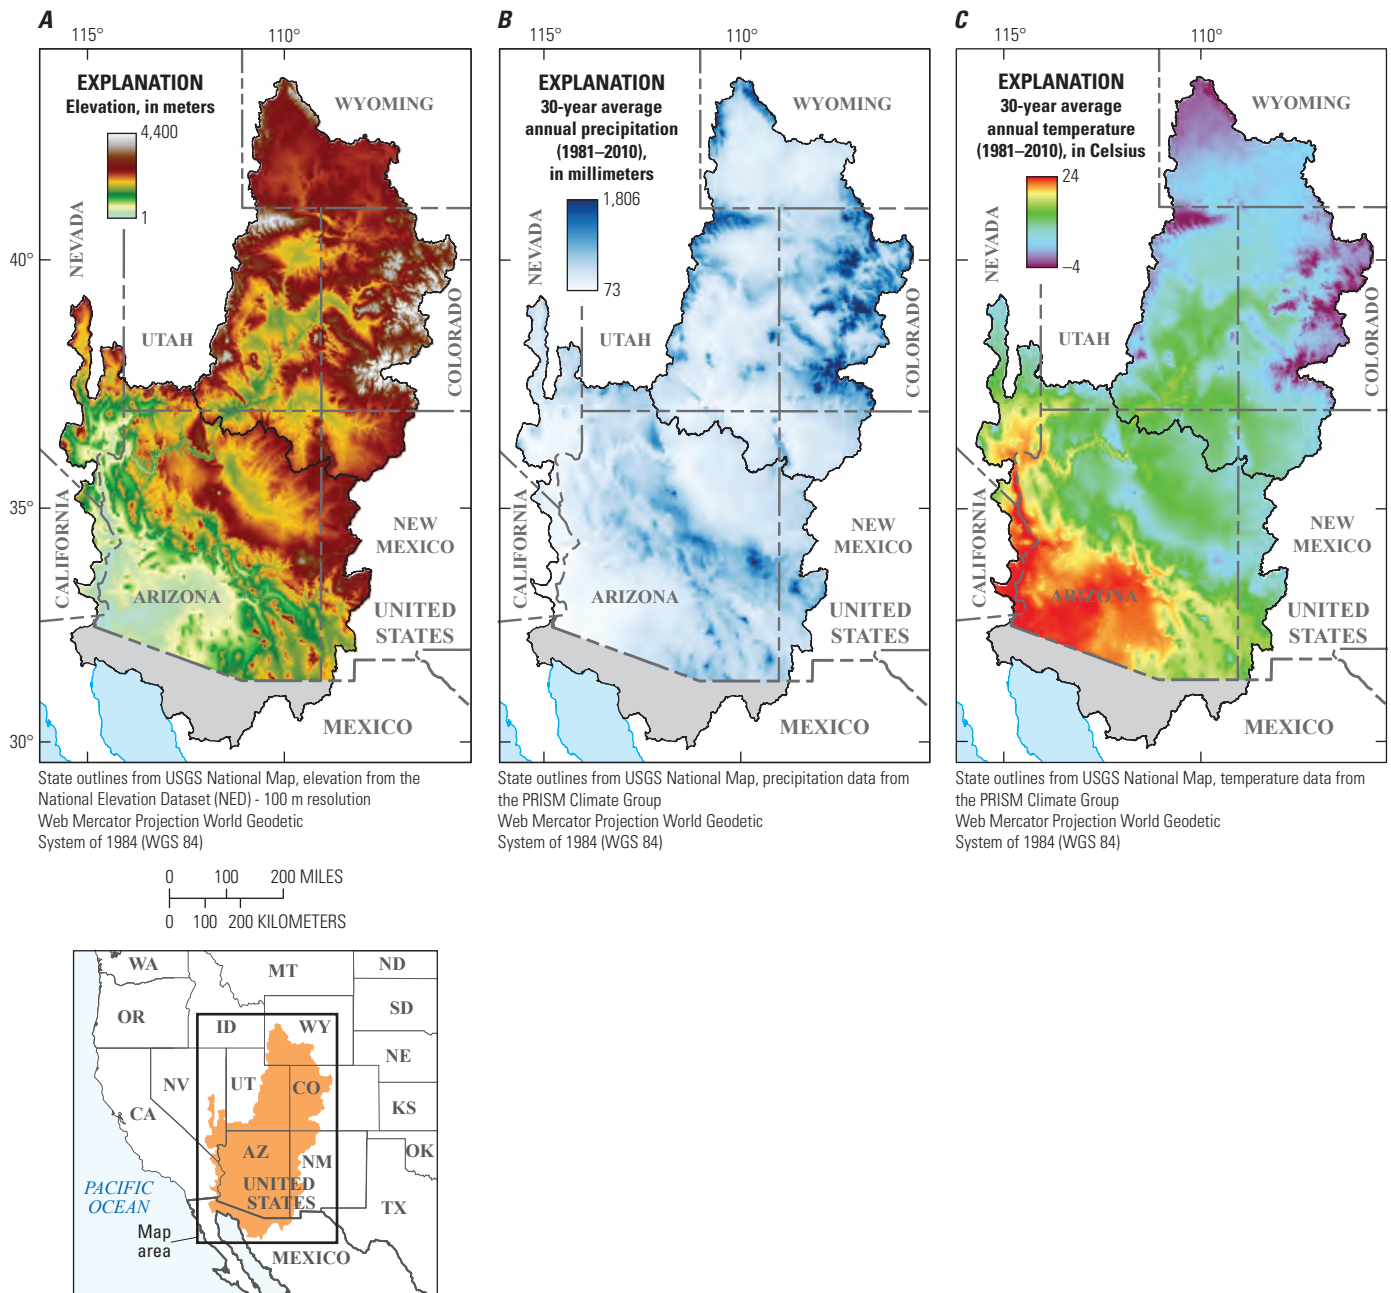 A
115°
110°
EXPLANATION
Elevation, in meters
4,400
1
WYOMING
NEVADA
40°
UTAH
COLORADO
35°
CALIFORNIA
NEW
MEXICO
ARIZONA
UNITED
STATES
MEXICO
30°
State outlines from USGS National Map, elevation from the
National Elevation Dataset (NED) - 100 m resolution
Web Mercator Projection World Geodetic
System of 1984 (WGS 84)
B
115°
110°
EXPLANATION
30-year average
annual precipitation
(1981–2010),
in millimeters
1,806
73
WYOMING
NEVADA
UTAH
COLORADO
CALIFORNIA
NEW
MEXICO
ARIZONA
UNITED
STATES
MEXICO
State outlines from USGS National Map, precipitation data from
the PRISM Climate Group
Web Mercator Projection World Geodetic
System of 1984 (WGS 84)
C
115°
110°
EXPLANATION
30-year average
annual temperature
(1981–2010), in Celsius
24
–4
WYOMING
NEVADA
UTAH
COLORADO
CALIFORNIA
NEW
MEXICO
ARIZONA
UNITED
STATES
MEXICO
State outlines from USGS National Map, temperature data from
the PRISM Climate Group
Web Mercator Projection World Geodetic
System of 1984 (WGS 84)
0 100 200 MILES
0 100 200 KILOMETERS
WA
MT
ND
OR
ID
WY
SD
NE
NV
UT
CO
CA
KS
AZ
NM
OK
UNITED
STATES
TX
PACIFIC
OCEAN
Map
area
MEXICO